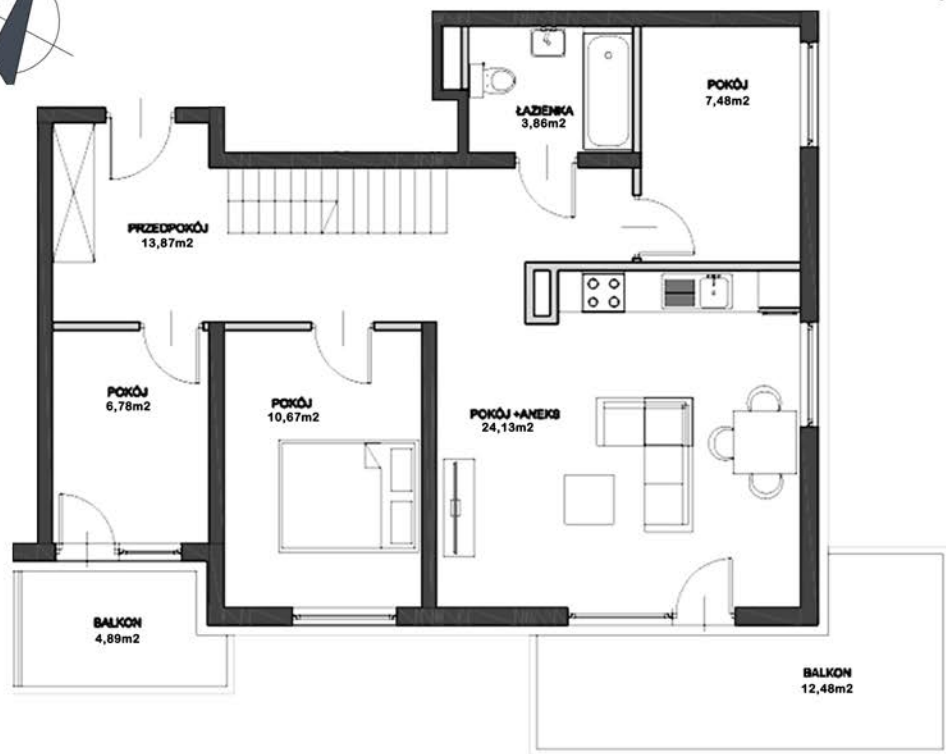 POKÓJ
7,48m2
ŁAZIENKA
3,86m2
PRZEDPOKÓJ
13,87m2
POKÓJ
6,78m2
POKÓJ
10,67m2
POKÓJ +ANEKS
24,13m2
BALKON
4,89m2
BALKON
12,48m2